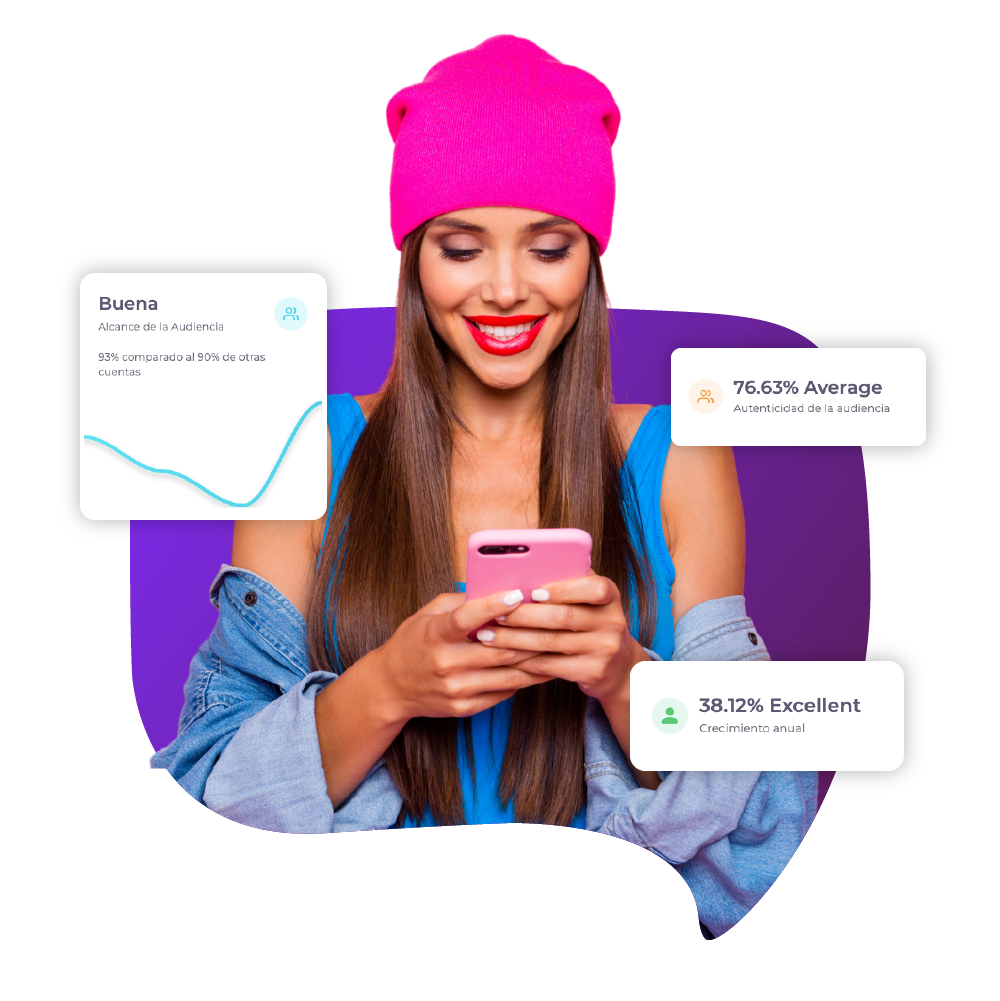 Buena
Alcance de la Audiencia
93% comparado al 90% de otras
cuentas
76.63% Average
Autenticidad de la audiencia
38.12% Excellent
Crecimiento anual